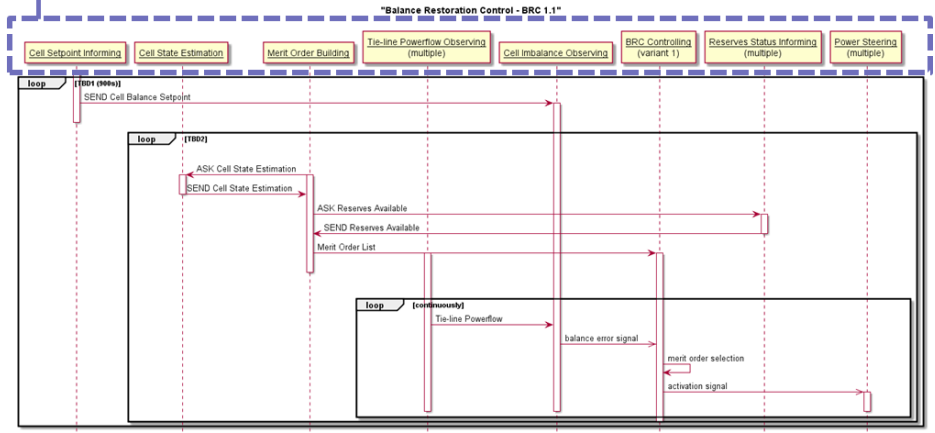 "Balance Restoration Control - BRC 1.1"
Cell Setpoint Informing
Cell State Estimation
Merit Order Building
Tie-line Powerflow Observing
(multiple)
Cell Imbalance Observing
BRC Controlling
(variant 1)
Reserves Status Informing
(multiple)
Power Steering
(multiple)
loop [TBD1 (900s)]
SEND Cell Balance Setpoint
loop [TBD2]
ASK Cell State Estimation
SEND Cell State Estimation
ASK Reserves Available
SEND Reserves Available
Merit Order List
loop [continuously]
Tie-line Powerflow
balance error signal
merit order selection
activation signal